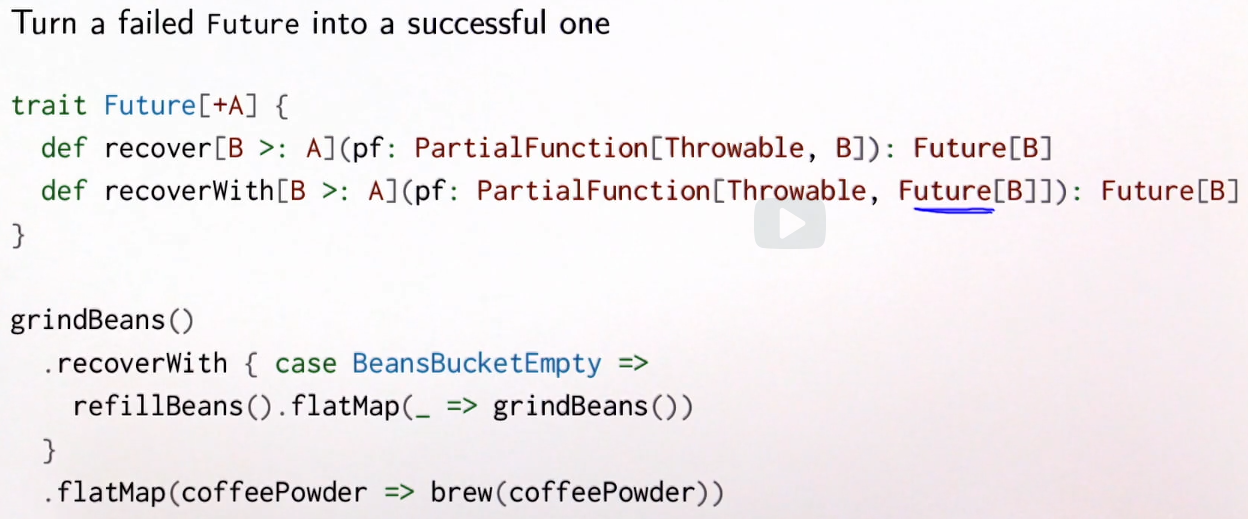 Turn a failed Future into a successful one
trait Future[+A] {
def recover[B >: A](pf: PartialFunction[Throwable, B]): Future[B]
def recoverWith[B >: A](pf: PartialFunction[Throwable, Future[B]]): Future[B]
}
grindBeans()
.recoverWith { case BeansBucketEmpty =>
refillBeans().flatMap(_ => grindBeans())
}
.flatMap(coffeePowder => brew(coffeePowder))